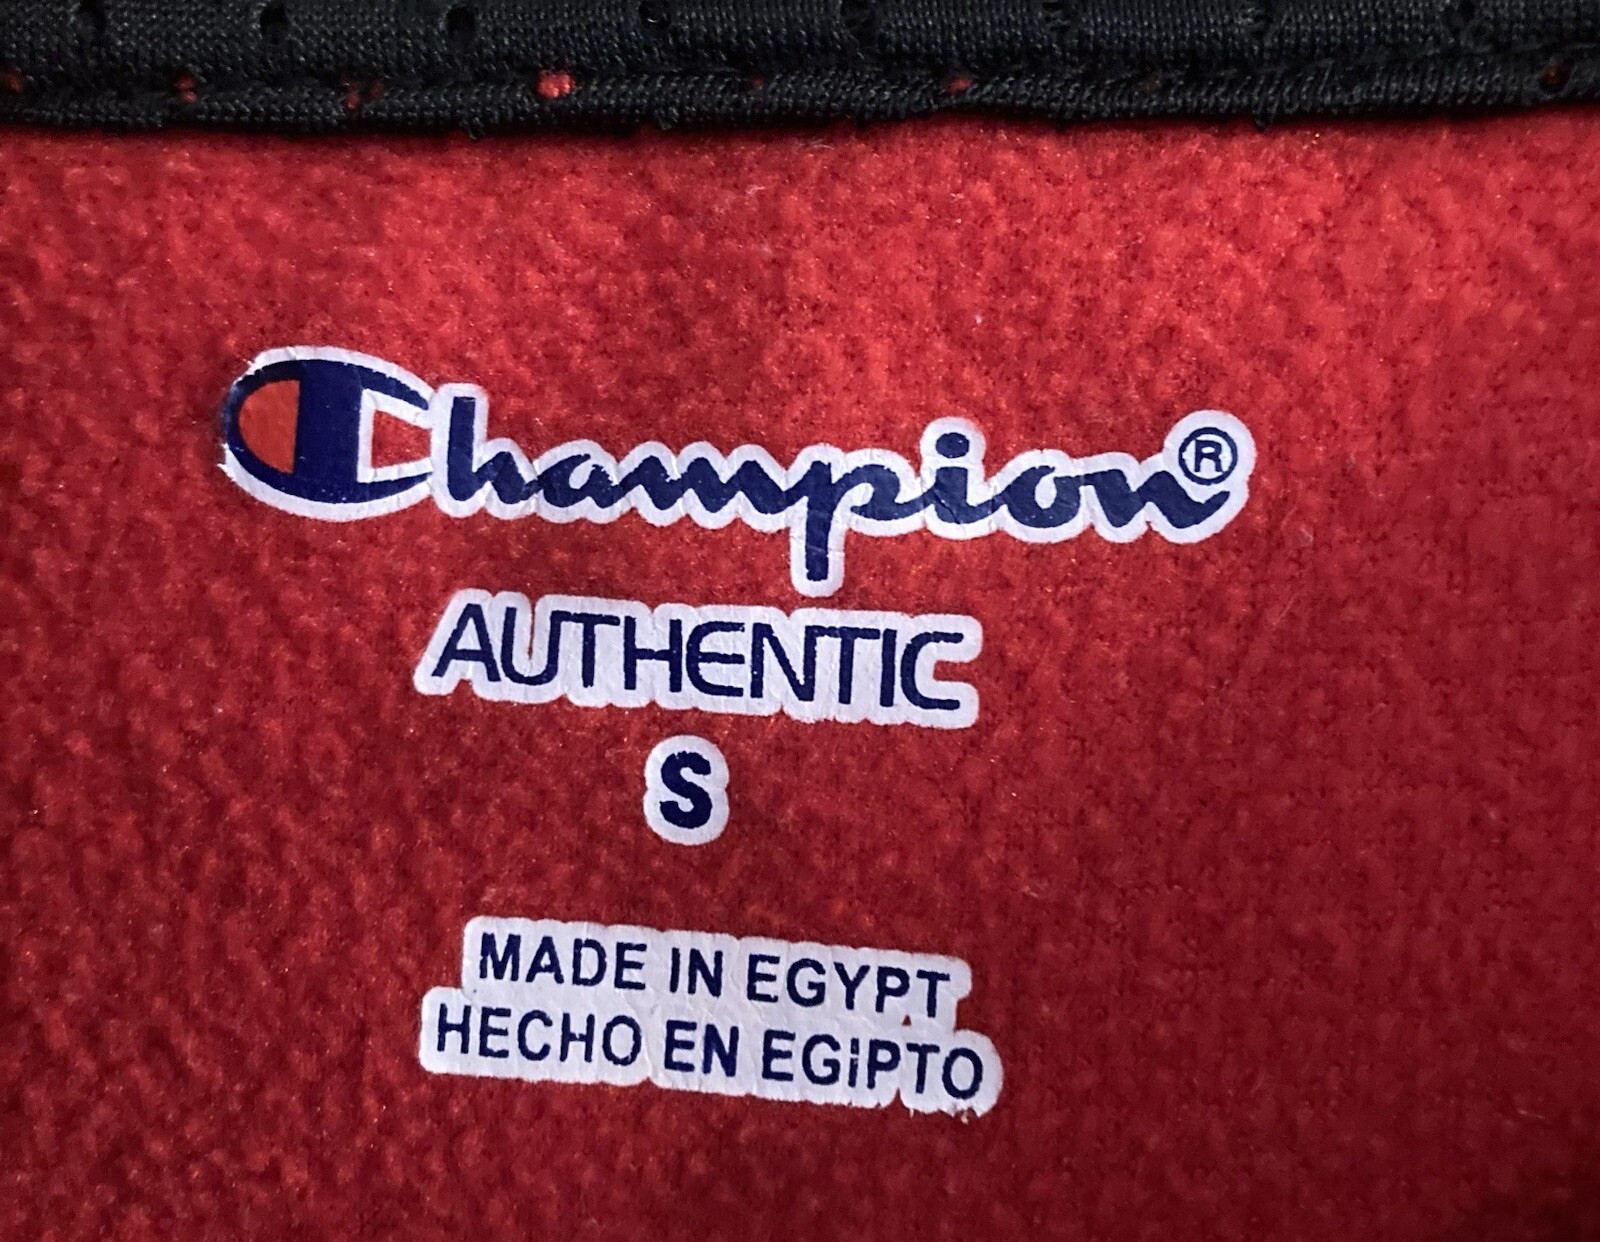 Champion®
AUTHENTIC
S
MADE IN EGYPT
HECHO EN EGiPTO